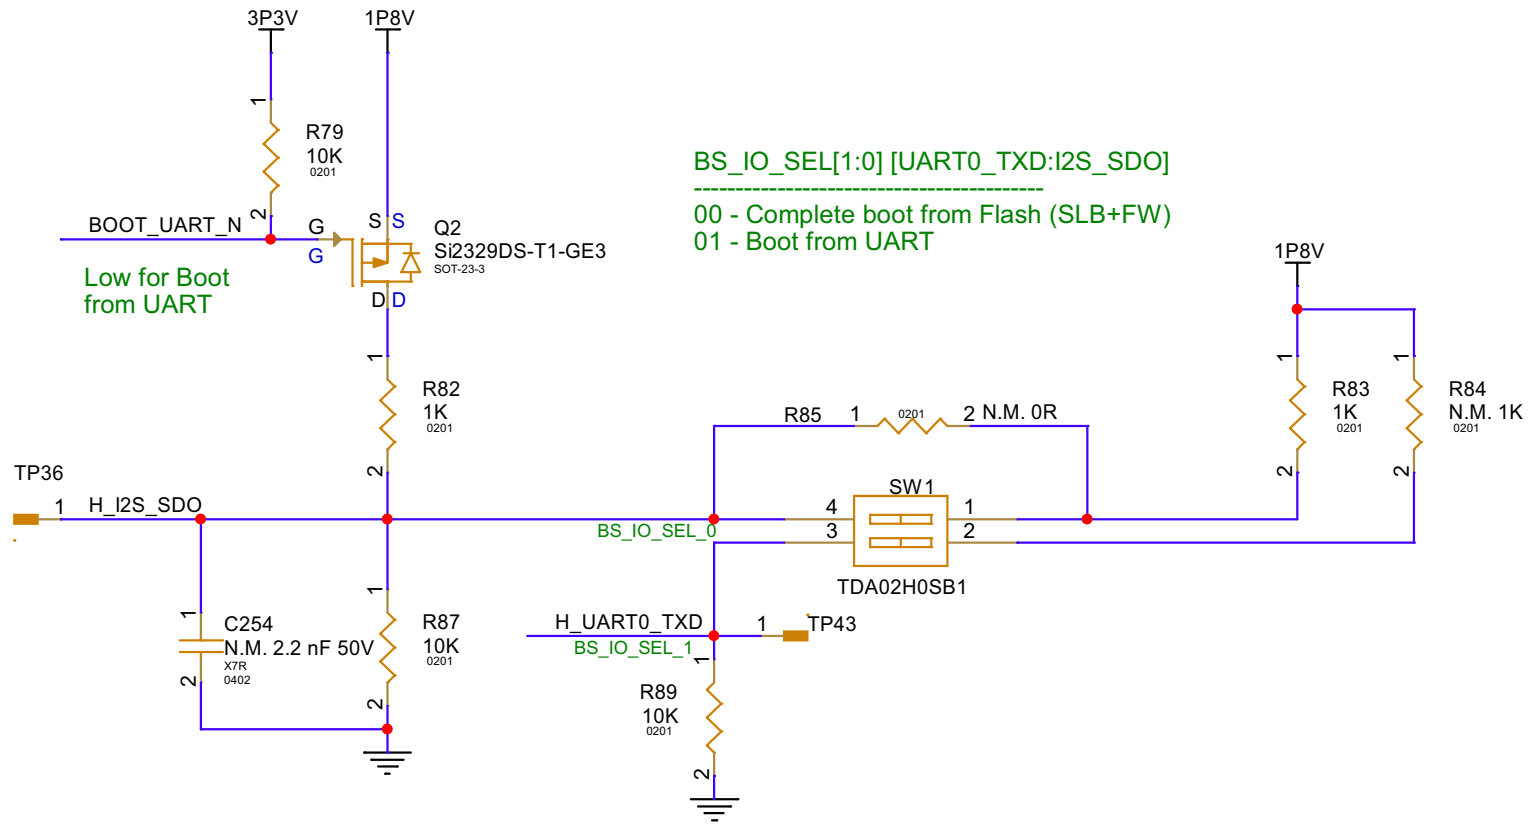 3P3V
1P8V
1
R79
10K
0201
2
BOOT_UART_N
G
G
S
S
Q2
Si2329DS-T1-GE3
SOT-23-3
D
D
Low for Boot
from UART
BS_IO_SEL[1:0] [UART0_TXD:I2S_SDO]
------------------------------------------
00 - Complete boot from Flash (SLB+FW)
01 - Boot from UART
1P8V
1
R82
1K
0201
2
1
R83
1K
0201
2
1
R84
N.M. 1K
0201
2
R85
1
0201
2
N.M. 0R
TP36
1
H_I2S_SDO
BS_IO_SEL_0
SW1
4
1
3
2
TDA02H0SB1
1
C254
N.M. 2.2 nF 50V
X7R
0402
2
1
R87
10K
0201
2
H_UART0_TXD
BS_IO_SEL_1
1
TP43
1
R89
10K
0201
2